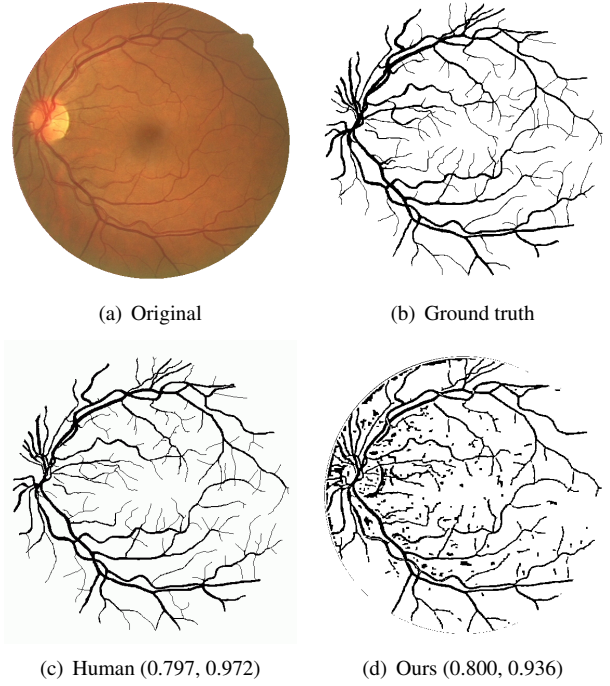 (a) Original
(b) Ground truth
(c) Human (0.797, 0.972)
(d) Ours (0.800, 0.936)